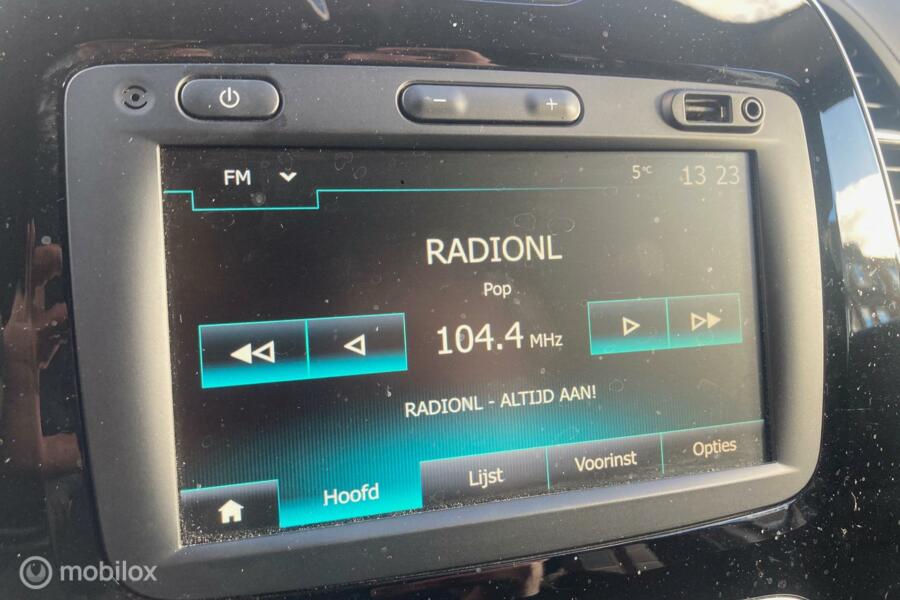 FM 5°C 13 23
RADIONL
Pop
104.4 MHz
RADIONL - ALTIJD AAN!
Hoofd Lijst Voorinst Opties
mobilox